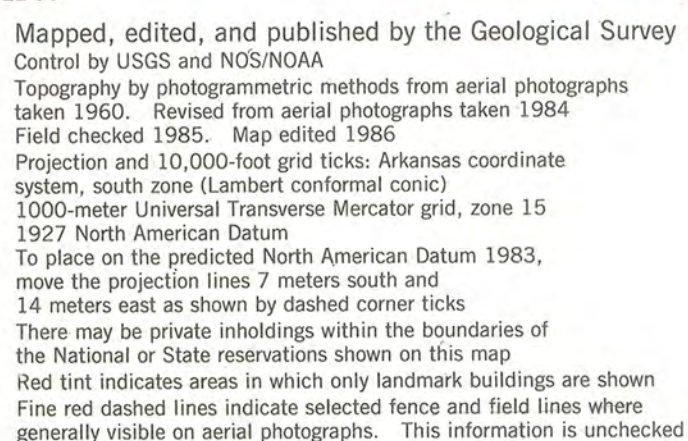 Mapped, edited, and published by the Geological Survey
Control by USGS and NOS/NOAA
Topography by photogrammetric methods from aerial photographs
taken 1960. Revised from aerial photographs taken 1984
Field checked 1985. Map edited 1986
Projection and 10,000-foot grid ticks: Arkansas coordinate
system, south zone (Lambert conformal conic)
1000-meter Universal Transverse Mercator grid, zone 15
1927 North American Datum
To place on the predicted North American Datum 1983,
move the projection lines 7 meters south and
14 meters east as shown by dashed corner ticks
There may be private inholdings within the boundaries of
the National or State reservations shown on this map
Red tint indicates areas in which only landmark buildings are shown
Fine red dashed lines indicate selected fence and field lines where
generally visible on aerial photographs. This information is unchecked